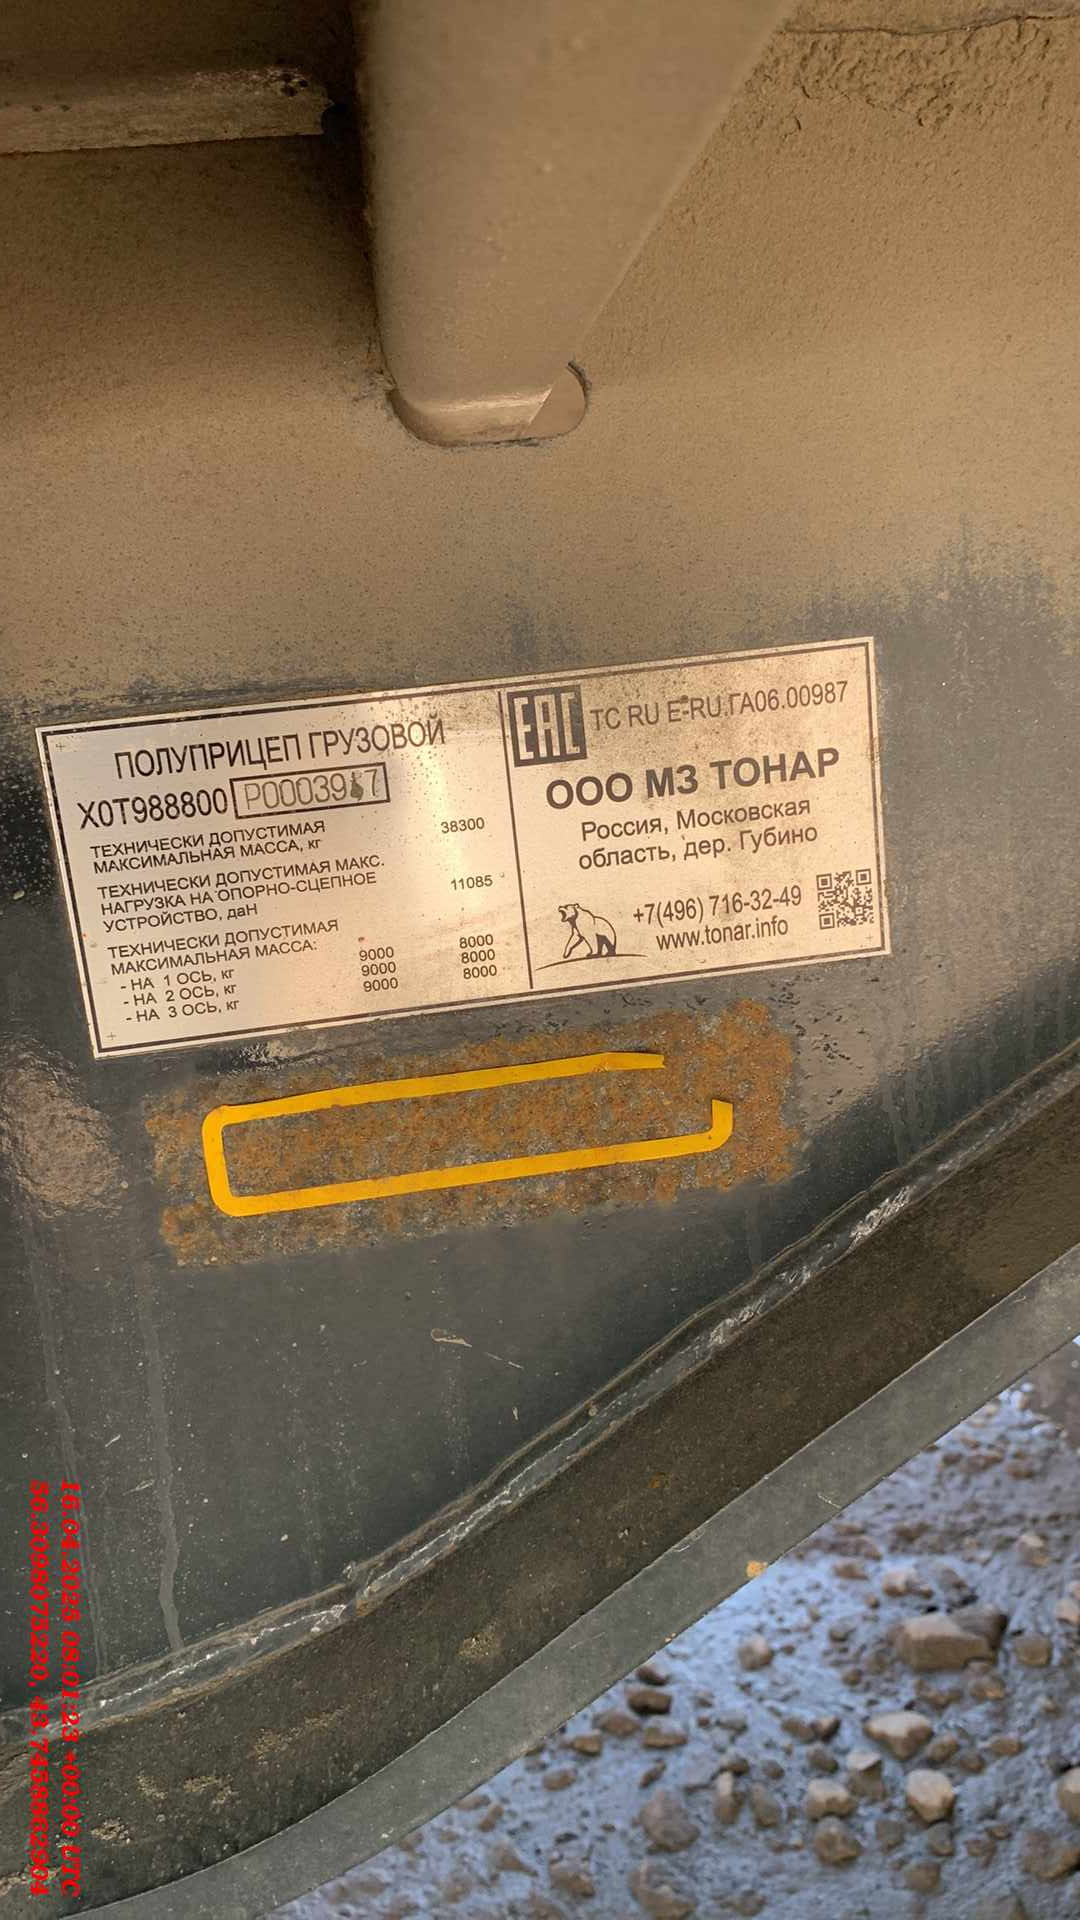 ПОЛУПРИЦЕП ГРУЗОВОЙ
X0T988800
ТЕХНИЧЕСКИ ДОПУСТИМАЯ
МАКСИМАЛЬНАЯ МАССА, кг 38300
ТЕХНИЧЕСКИ ДОПУСТИМАЯ МАКС.
НАГРУЗКА НА ОПОРНО-СЦЕПНОЕ
УСТРОЙСТВО, даН 11085
ТЕХНИЧЕСКИ ДОПУСТИМАЯ
МАКСИМАЛЬНАЯ МАССА:
- НА 1 ОСЬ, кг 9000 8000
- НА 2 ОСЬ, кг 9000 8000
- НА 3 ОСЬ, кг 9000 8000
EAC TC RU E-RU.ГА06.00987
ООО МЗ ТОНАР
Россия, Московская
область, дер. Губино
+7(496) 716-32-49
www.tonar.info
16.04.2025 08:01:23 +00:00 UTC